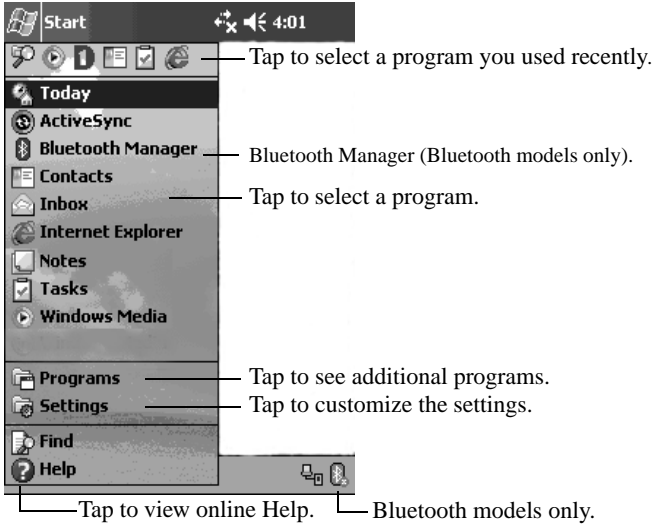 Start 4:01
1
Tap to select a program you used recently.
Today
ActiveSync
Bluetooth Manager
Bluetooth Manager (Bluetooth models only).
Contacts
Inbox
Tap to select a program.
Internet Explorer
Notes
Tasks
Windows Media
Programs
Tap to see additional programs.
Settings
Tap to customize the settings.
Find
Help
Tap to view online Help.
Bluetooth models only.